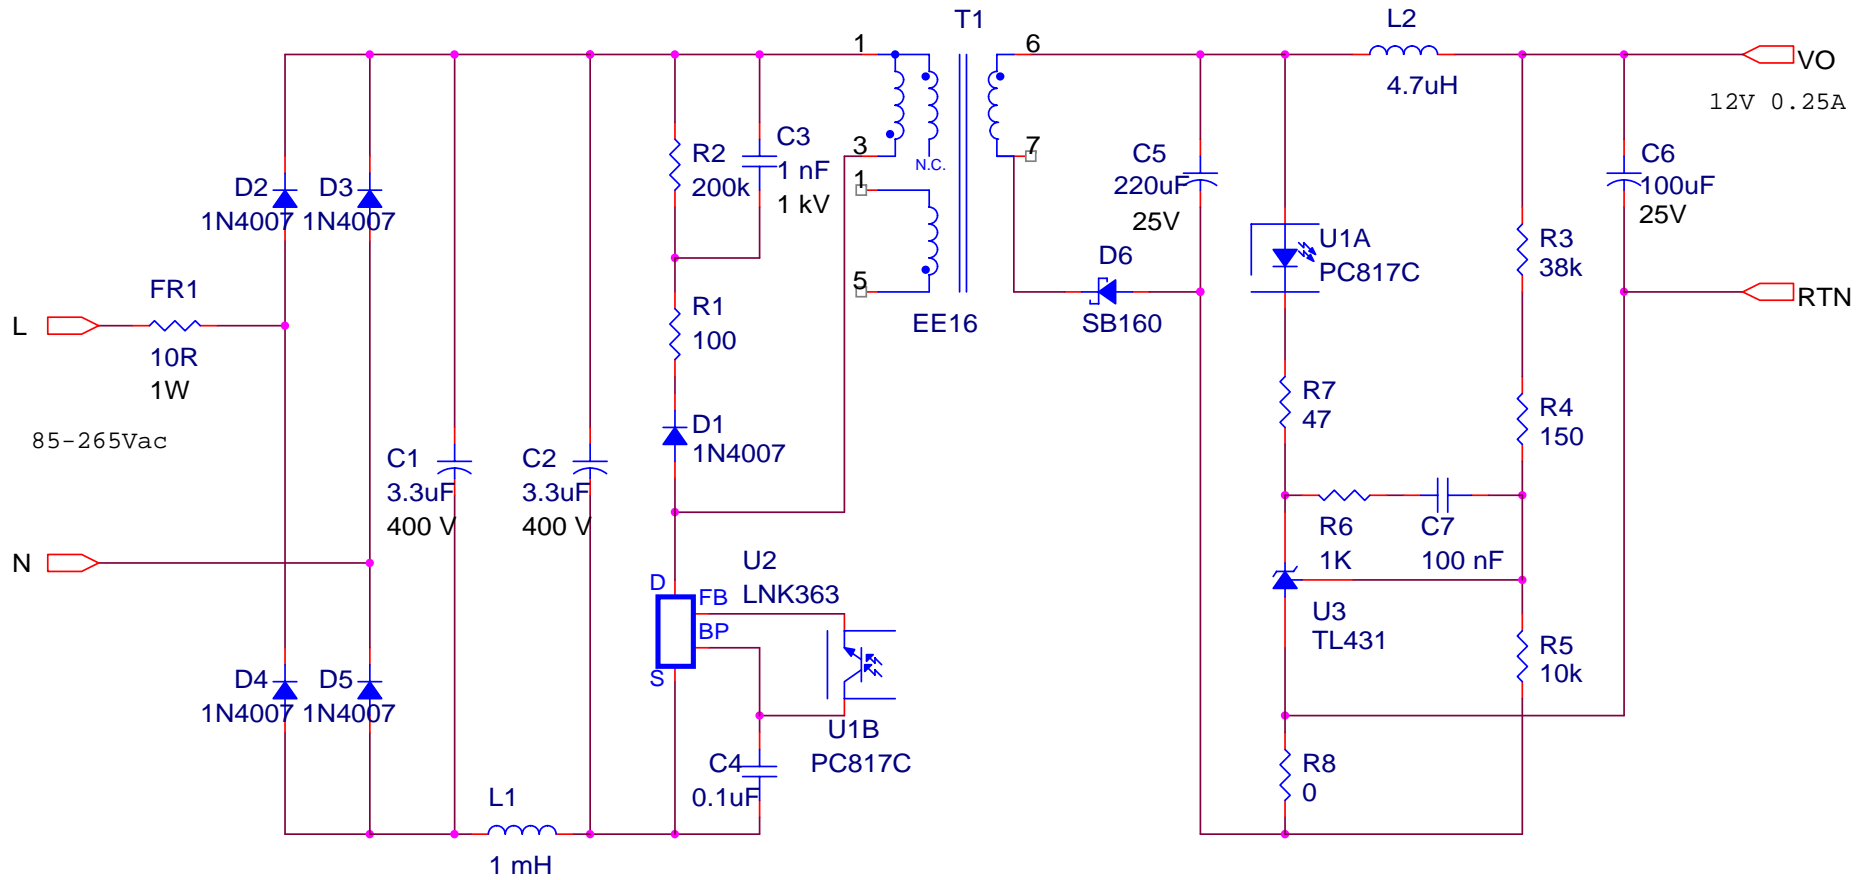 T1
L2
4.7uH
VO
12V 0.25A
1
6
3
7
N.C.
1
5
EE16
R2
200k
C3
1 nF
1 kV
C5
220uF
25V
C6
100uF
25V
D2
1N4007
D3
1N4007
U1A
PC817C
R3
38k
D6
SB160
RTN
FR1
10R
1W
L
R1
100
85-265Vac
R7
47
R4
150
D1
1N4007
C1
3.3uF
400 V
C2
3.3uF
400 V
R6
1K
C7
100 nF
N
U2
LNK363
D
FB
BP
S
U3
TL431
R5
10k
D4
1N4007
D5
1N4007
U1B
PC817C
C4
0.1uF
R8
0
L1
1 mH